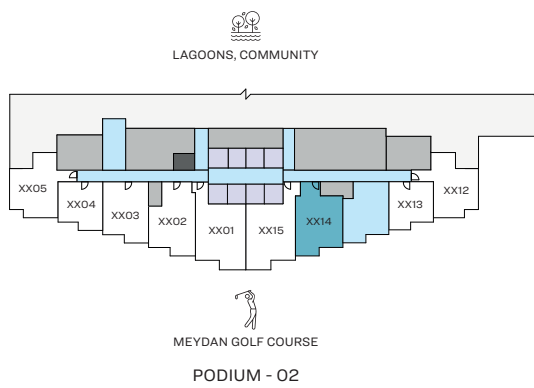 LAGOONS, COMMUNITY
XX05
XX04
XX03
XX02
XX01
XX15
XX14
XX13
XX12
MEYDAN GOLF COURSE
PODIUM - 02